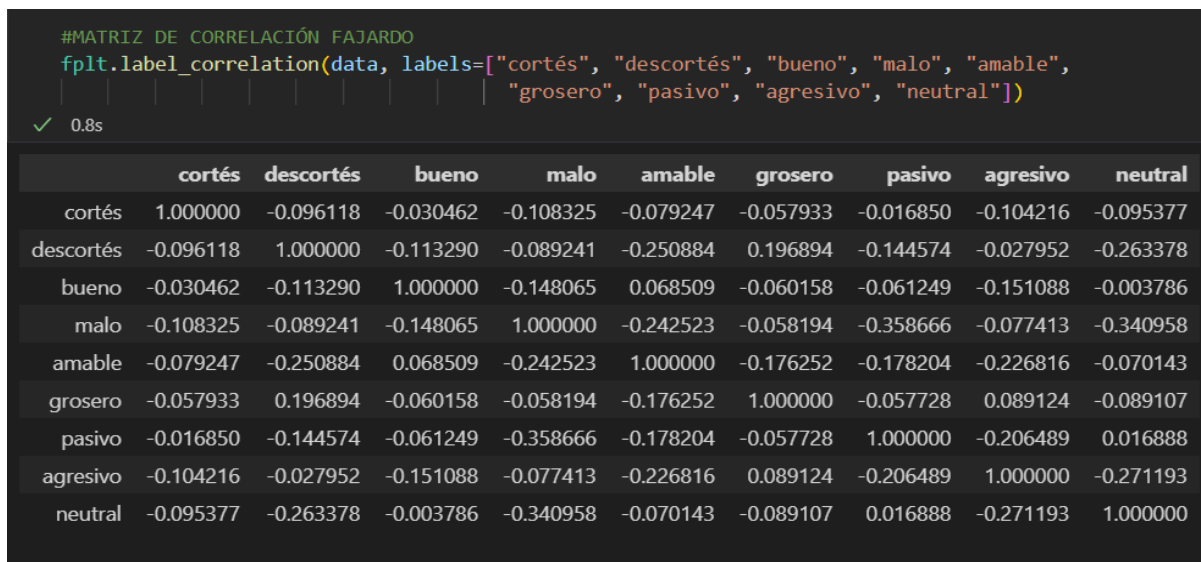 #MATRIZ DE CORRELACIÓN FAJARDO
fplt.label_correlation(data, labels=["cortés", "descortés", "bueno", "malo", "amable",
"grosero", "pasivo", "agresivo", "neutral"])
✓ 0.8s
cortés descortés bueno malo amable grosero pasivo agresivo neutral
cortés 1.000000 -0.096118 -0.030462 -0.108325 -0.079247 -0.057933 -0.016850 -0.104216 -0.095377
descortés -0.096118 1.000000 -0.113290 -0.089241 -0.250884 0.196894 -0.144574 -0.027952 -0.263378
bueno -0.030462 -0.113290 1.000000 -0.148065 0.068509 -0.060158 -0.061249 -0.151088 -0.003786
malo -0.108325 -0.089241 -0.148065 1.000000 -0.242523 -0.058194 -0.358666 -0.077413 -0.340958
amable -0.079247 -0.250884 0.068509 -0.242523 1.000000 -0.176252 -0.178204 -0.226816 -0.070143
grosero -0.057933 0.196894 -0.060158 -0.058194 -0.176252 1.000000 -0.057728 0.089124 -0.089107
pasivo -0.016850 -0.144574 -0.061249 -0.358666 -0.178204 -0.057728 1.000000 -0.206489 0.016888
agresivo -0.104216 -0.027952 -0.151088 -0.077413 -0.226816 0.089124 -0.206489 1.000000 -0.271193
neutral -0.095377 -0.263378 -0.003786 -0.340958 -0.070143 -0.089107 0.016888 -0.271193 1.000000